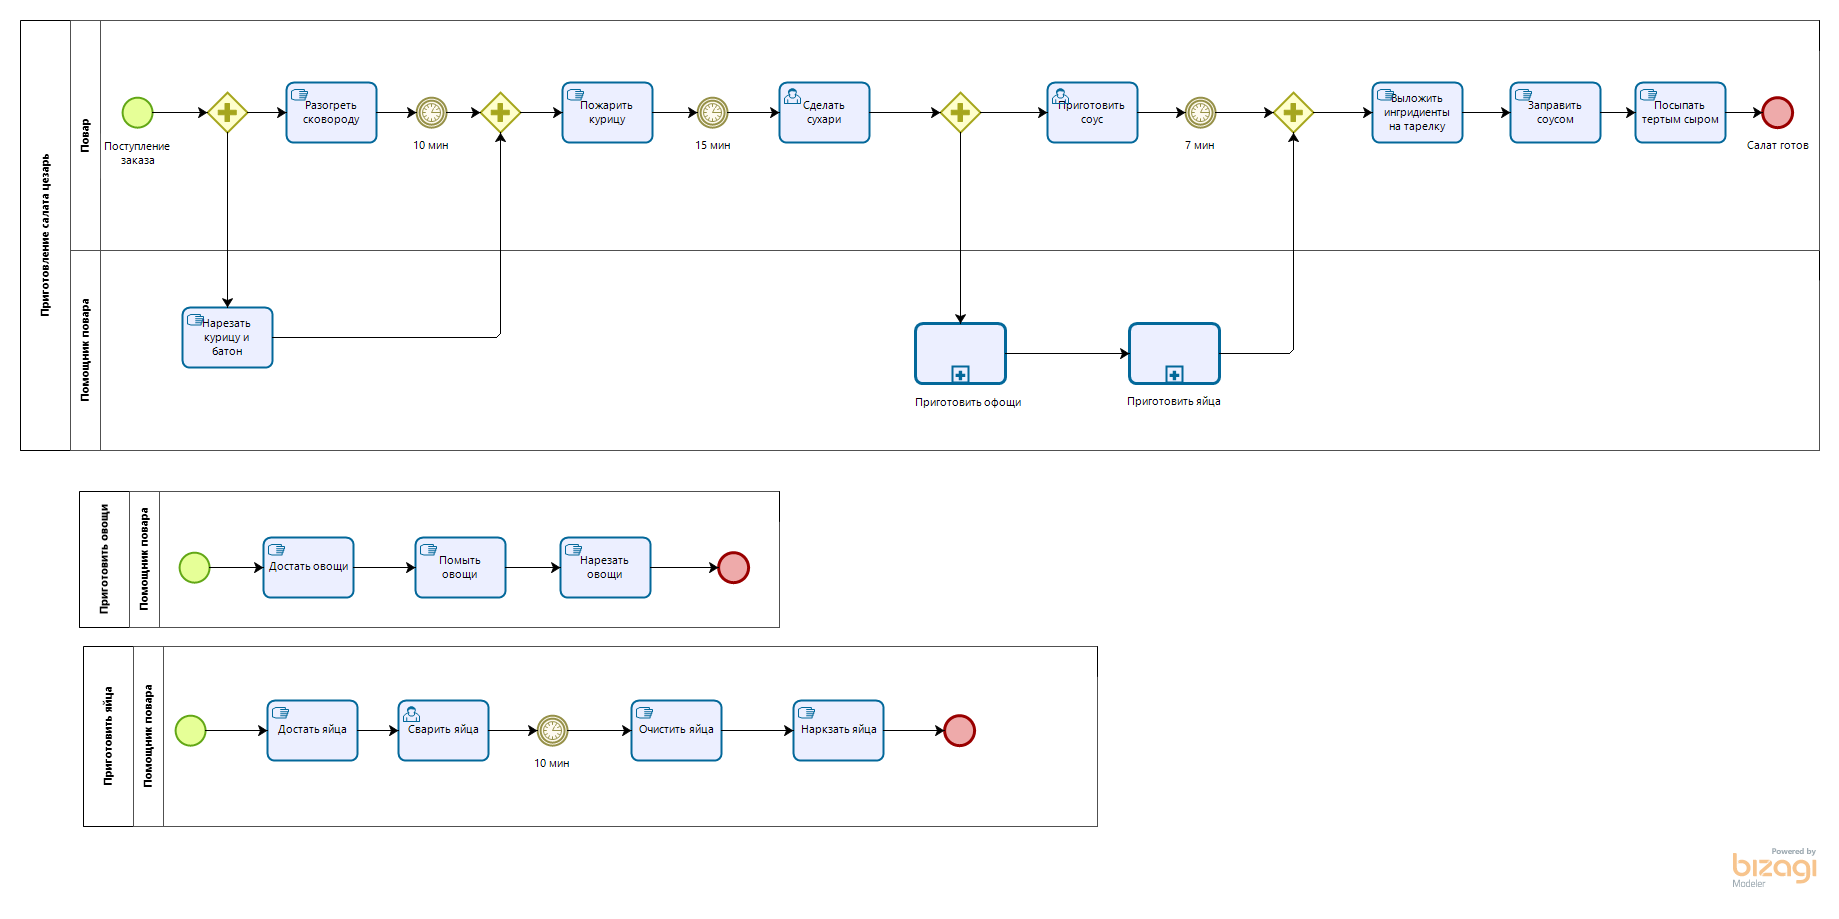 Приготовление салата цезарь
Повар
Поступление
заказа
Разогреть
сковороду
10 мин
Пожарить
курицу
15 мин
Сделать
сухари
Приготовить
соус
7 мин
Выложить
ингридиенты
на тарелку
Заправить
соусом
Посыпать
тертым сыром
Салат готов
Помощник повара
Нарезать
курицу и
батон
Приготовить офощи
Приготовить яйца
Приготовить овощи
Помощник повара
Достать овощи
Помыть
овощи
Нарезать
овощи
Приготовить яйца
Помощник повара
Достать яйца
Сварить яйца
10 мин
Очистить яйца
Наркзать яйца
Powered by
bizagi
Modeler